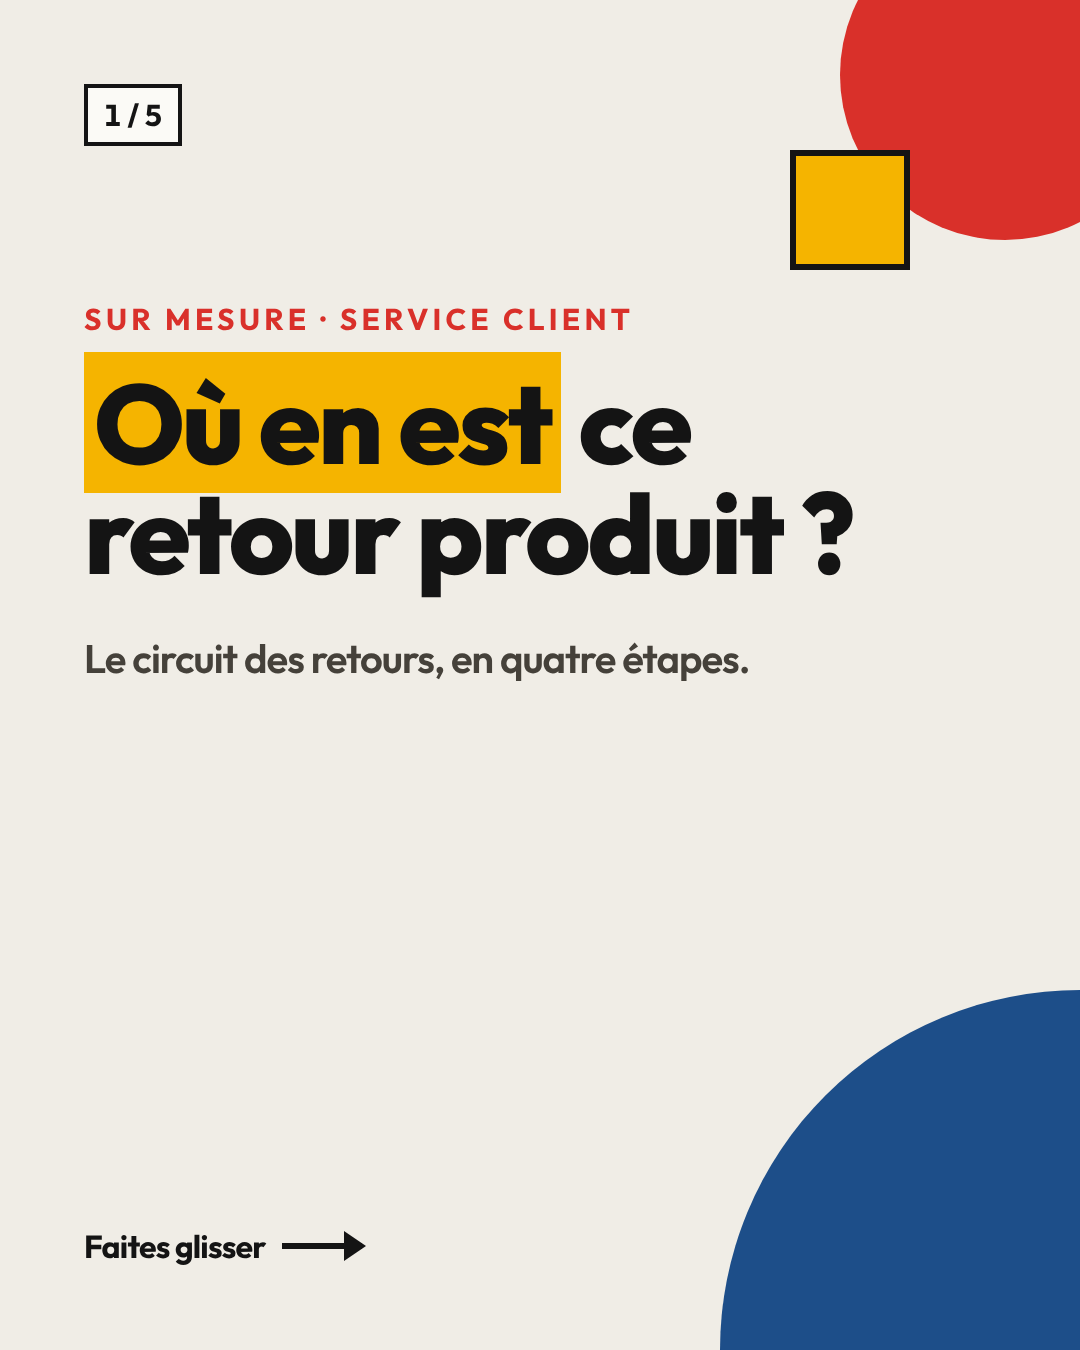 1 / 5
SUR MESURE · SERVICE CLIENT
Où en est ce
retour produit ?
Le circuit des retours, en quatre étapes.
Faites glisser